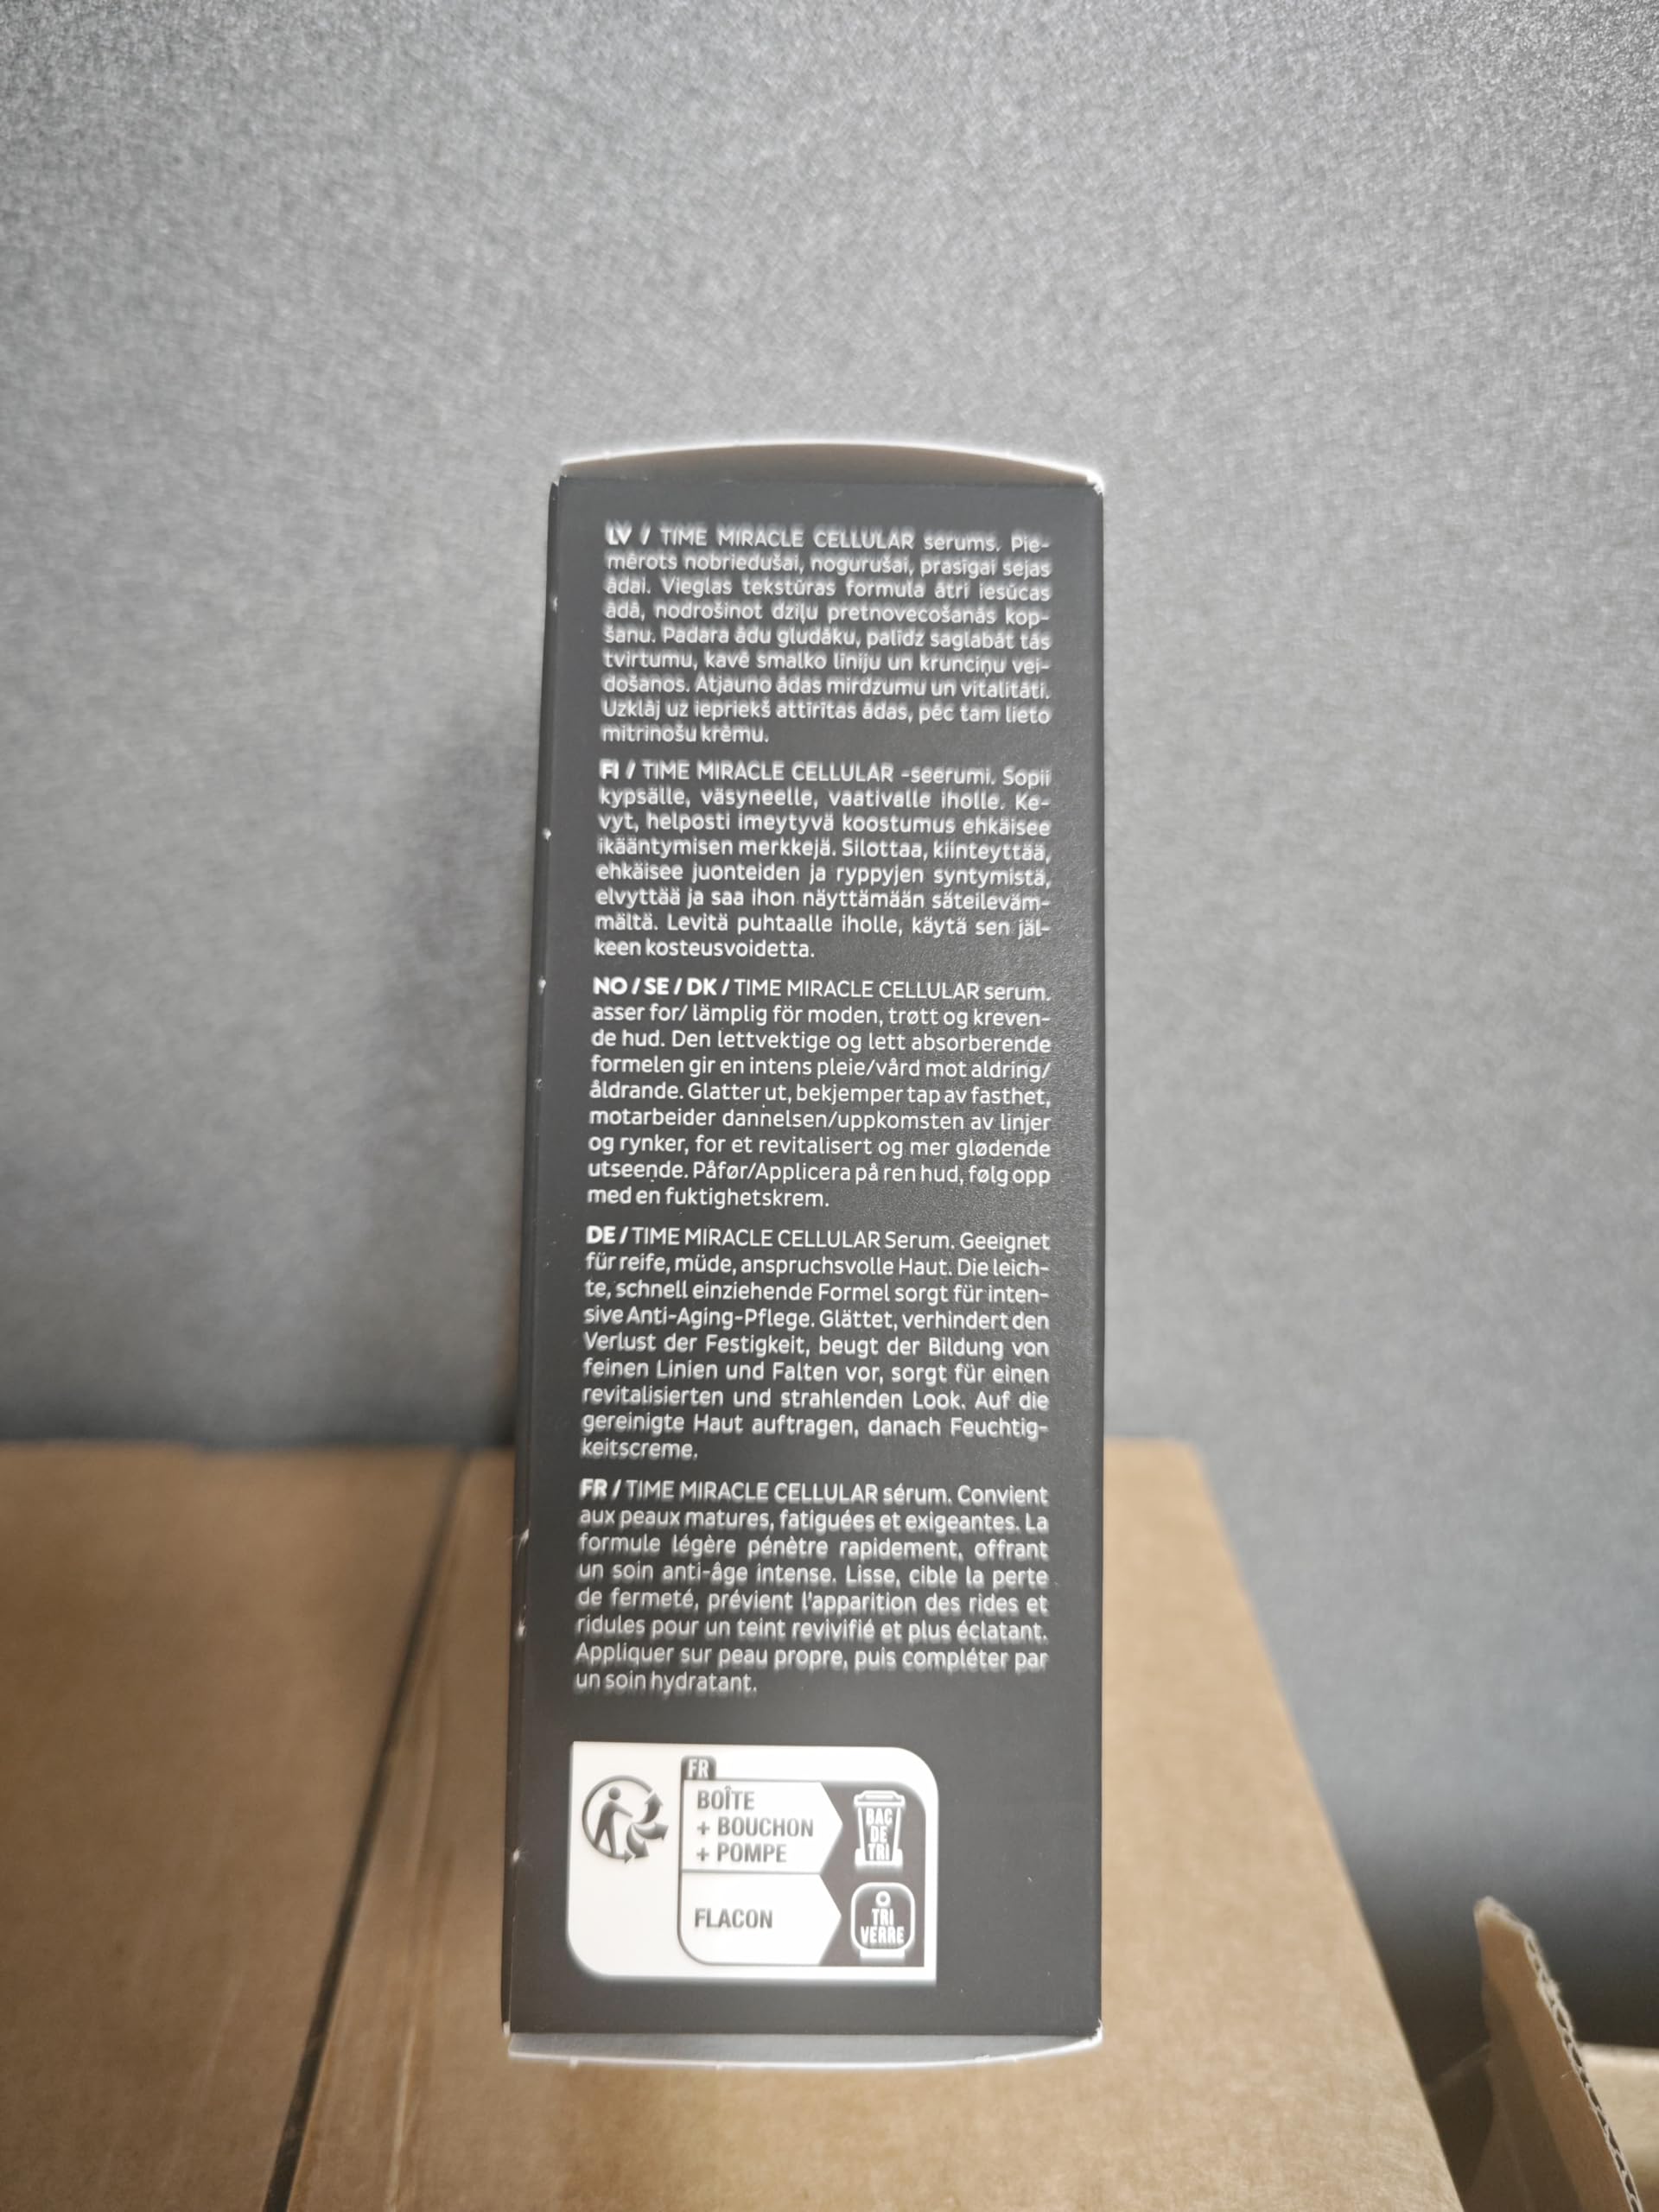 LV / TIME MIRACLE CELLULAR serums. Pie-
mērots nobriedušai, nogurušai, prasīgai sejas
ādai. Vieglas tekstūras formula ātri iesūcas
ādā, nodrošinot dziļu pretnovecošanās kop-
šanu. Padara ādu gludāku, palīdz saglabāt tās
tvirtumu, kavē smalko līniju un krunciņu vei-
došanos. Atjauno ādas mirdzumu un vitalitāti.
Uzklāj uz iepriekš attīrītas ādas, pēc tam lieto
mitrinošu krēmu.
FI / TIME MIRACLE CELLULAR -seerumi. Sopii
kypsälle, väsyneelle, vaativalle iholle. Ke-
vyt, helposti imeytyvä koostumus ehkäisee
ikääntymisen merkkejä. Silottaa, kiinteyttää,
ehkäisee juonteiden ja ryppyjen syntymistä,
elvyttää ja saa ihon näyttämään säteileväm-
mältä. Levitä puhtaalle iholle, käytä sen jäl-
keen kosteusvoidetta.
NO / SE / DK / TIME MIRACLE CELLULAR serum.
asser for/ lämplig för moden, trøtt og kreven-
de hud. Den lettvektige og lett absorberende
formelen gir en intens pleie/vård mot aldring/
åldrande. Glatter ut, bekjemper tap av fasthet,
motarbeider dannelsen/uppkomsten av linjer
og rynker, for et revitalisert og mer glødende
utseende. Påfør/Applicera på ren hud, følg opp
med en fuktighetskrem.
DE / TIME MIRACLE CELLULAR Serum. Geeignet
für reife, müde, anspruchsvolle Haut. Die leich-
te, schnell einziehende Formel sorgt für inten-
sive Anti-Aging-Pflege. Glättet, verhindert den
Verlust der Festigkeit, beugt der Bildung von
feinen Linien und Falten vor, sorgt für einen
revitalisierten und strahlenden Look. Auf die
gereinigte Haut auftragen, danach Feuchtig-
keitscreme.
FR / TIME MIRACLE CELLULAR sérum. Convient
aux peaux matures, fatiguées et exigeantes. La
formule légère pénètre rapidement, offrant
un soin anti-âge intense. Lisse, cible la perte
de fermeté, prévient l'apparition des rides et
ridules pour un teint revivifié et plus éclatant.
Appliquer sur peau propre, puis compléter par
un soin hydratant.
FR
BOÎTE
+ BOUCHON
+ POMPE
BAC
DE
TRI
FLACON
TRI
VERRE